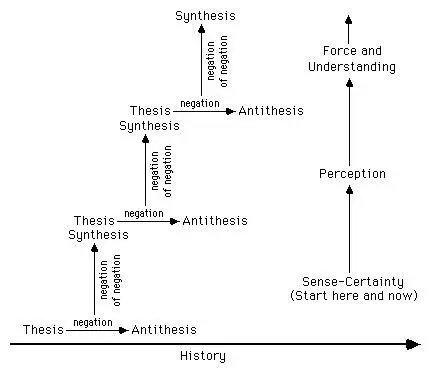 Synthesis
negation
of negation
Force and
Understanding
Thesis negation Antithesis
Synthesis
negation
of negation
Perception
Thesis negation Antithesis
Synthesis
negation
of negation
Sense-Certainty
(Start here and now)
Thesis negation Antithesis
History